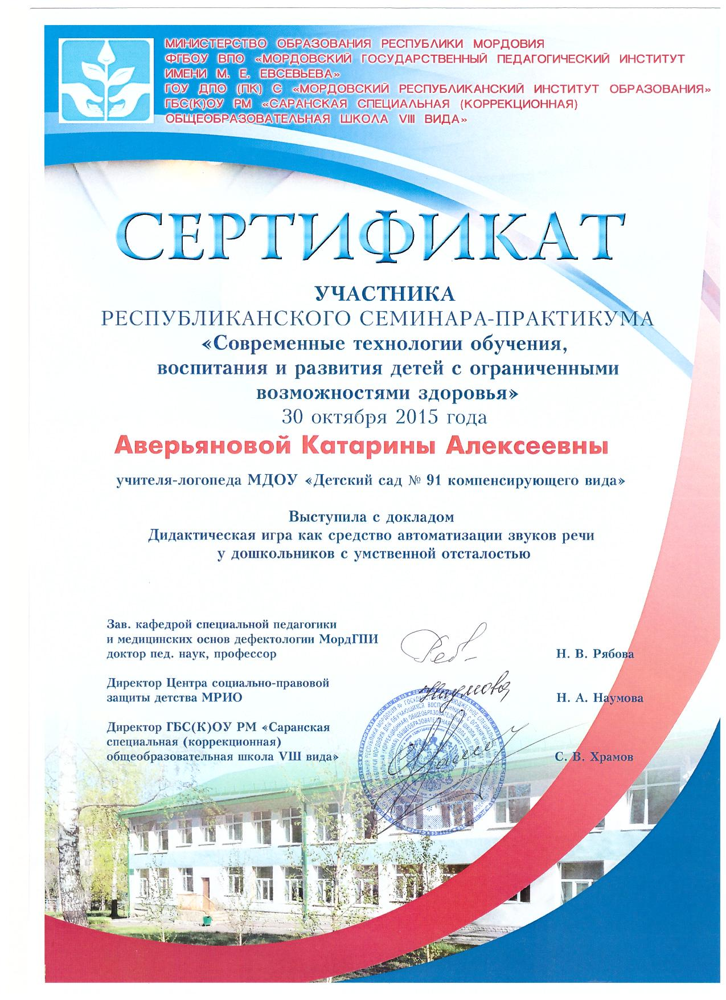 МИНИСТЕРСТВО ОБРАЗОВАНИЯ РЕСПУБЛИКИ МОРДОВИЯ
ФГБОУ ВПО «МОРДОВСКИЙ ГОСУДАРСТВЕННЫЙ ПЕДАГОГИЧЕСКИЙ ИНСТИТУТ
ИМЕНИ М. Е. ЕВСЕВЬЕВА»
ГОУ ДПО (ПК) С «МОРДОВСКИЙ РЕСПУБЛИКАНСКИЙ ИНСТИТУТ ОБРАЗОВАНИЯ»
ГБС(К)ОУ РМ «САРАНСКАЯ СПЕЦИАЛЬНАЯ (КОРРЕКЦИОННАЯ)
ОБЩЕОБРАЗОВАТЕЛЬНАЯ ШКОЛА VIII ВИДА»
СЕРТИФИКАТ
УЧАСТНИКА
РЕСПУБЛИКАНСКОГО СЕМИНАРА-ПРАКТИКУМА
«Современные технологии обучения,
воспитания и развития детей с ограниченными
возможностями здоровья»
30 октября 2015 года
Аверьяновой Катарины Алексеевны
учителя-логопеда МДОУ «Детский сад № 91 компенсирующего вида»
Выступила с докладом
Дидактическая игра как средство автоматизации звуков речи
у дошкольников с умственной отсталостью
Зав. кафедрой специальной педагогики
и медицинских основ дефектологии МордГПИ
доктор пед. наук, профессор Н. В. Рябова
Директор Центра социально-правовой
защиты детства МРИО Наумова Н. А. Наумова
Директор ГБС(К)ОУ РМ «Саранская
специальная (коррекционная)
общеобразовательная школа VШ вида» С. В. Храмов